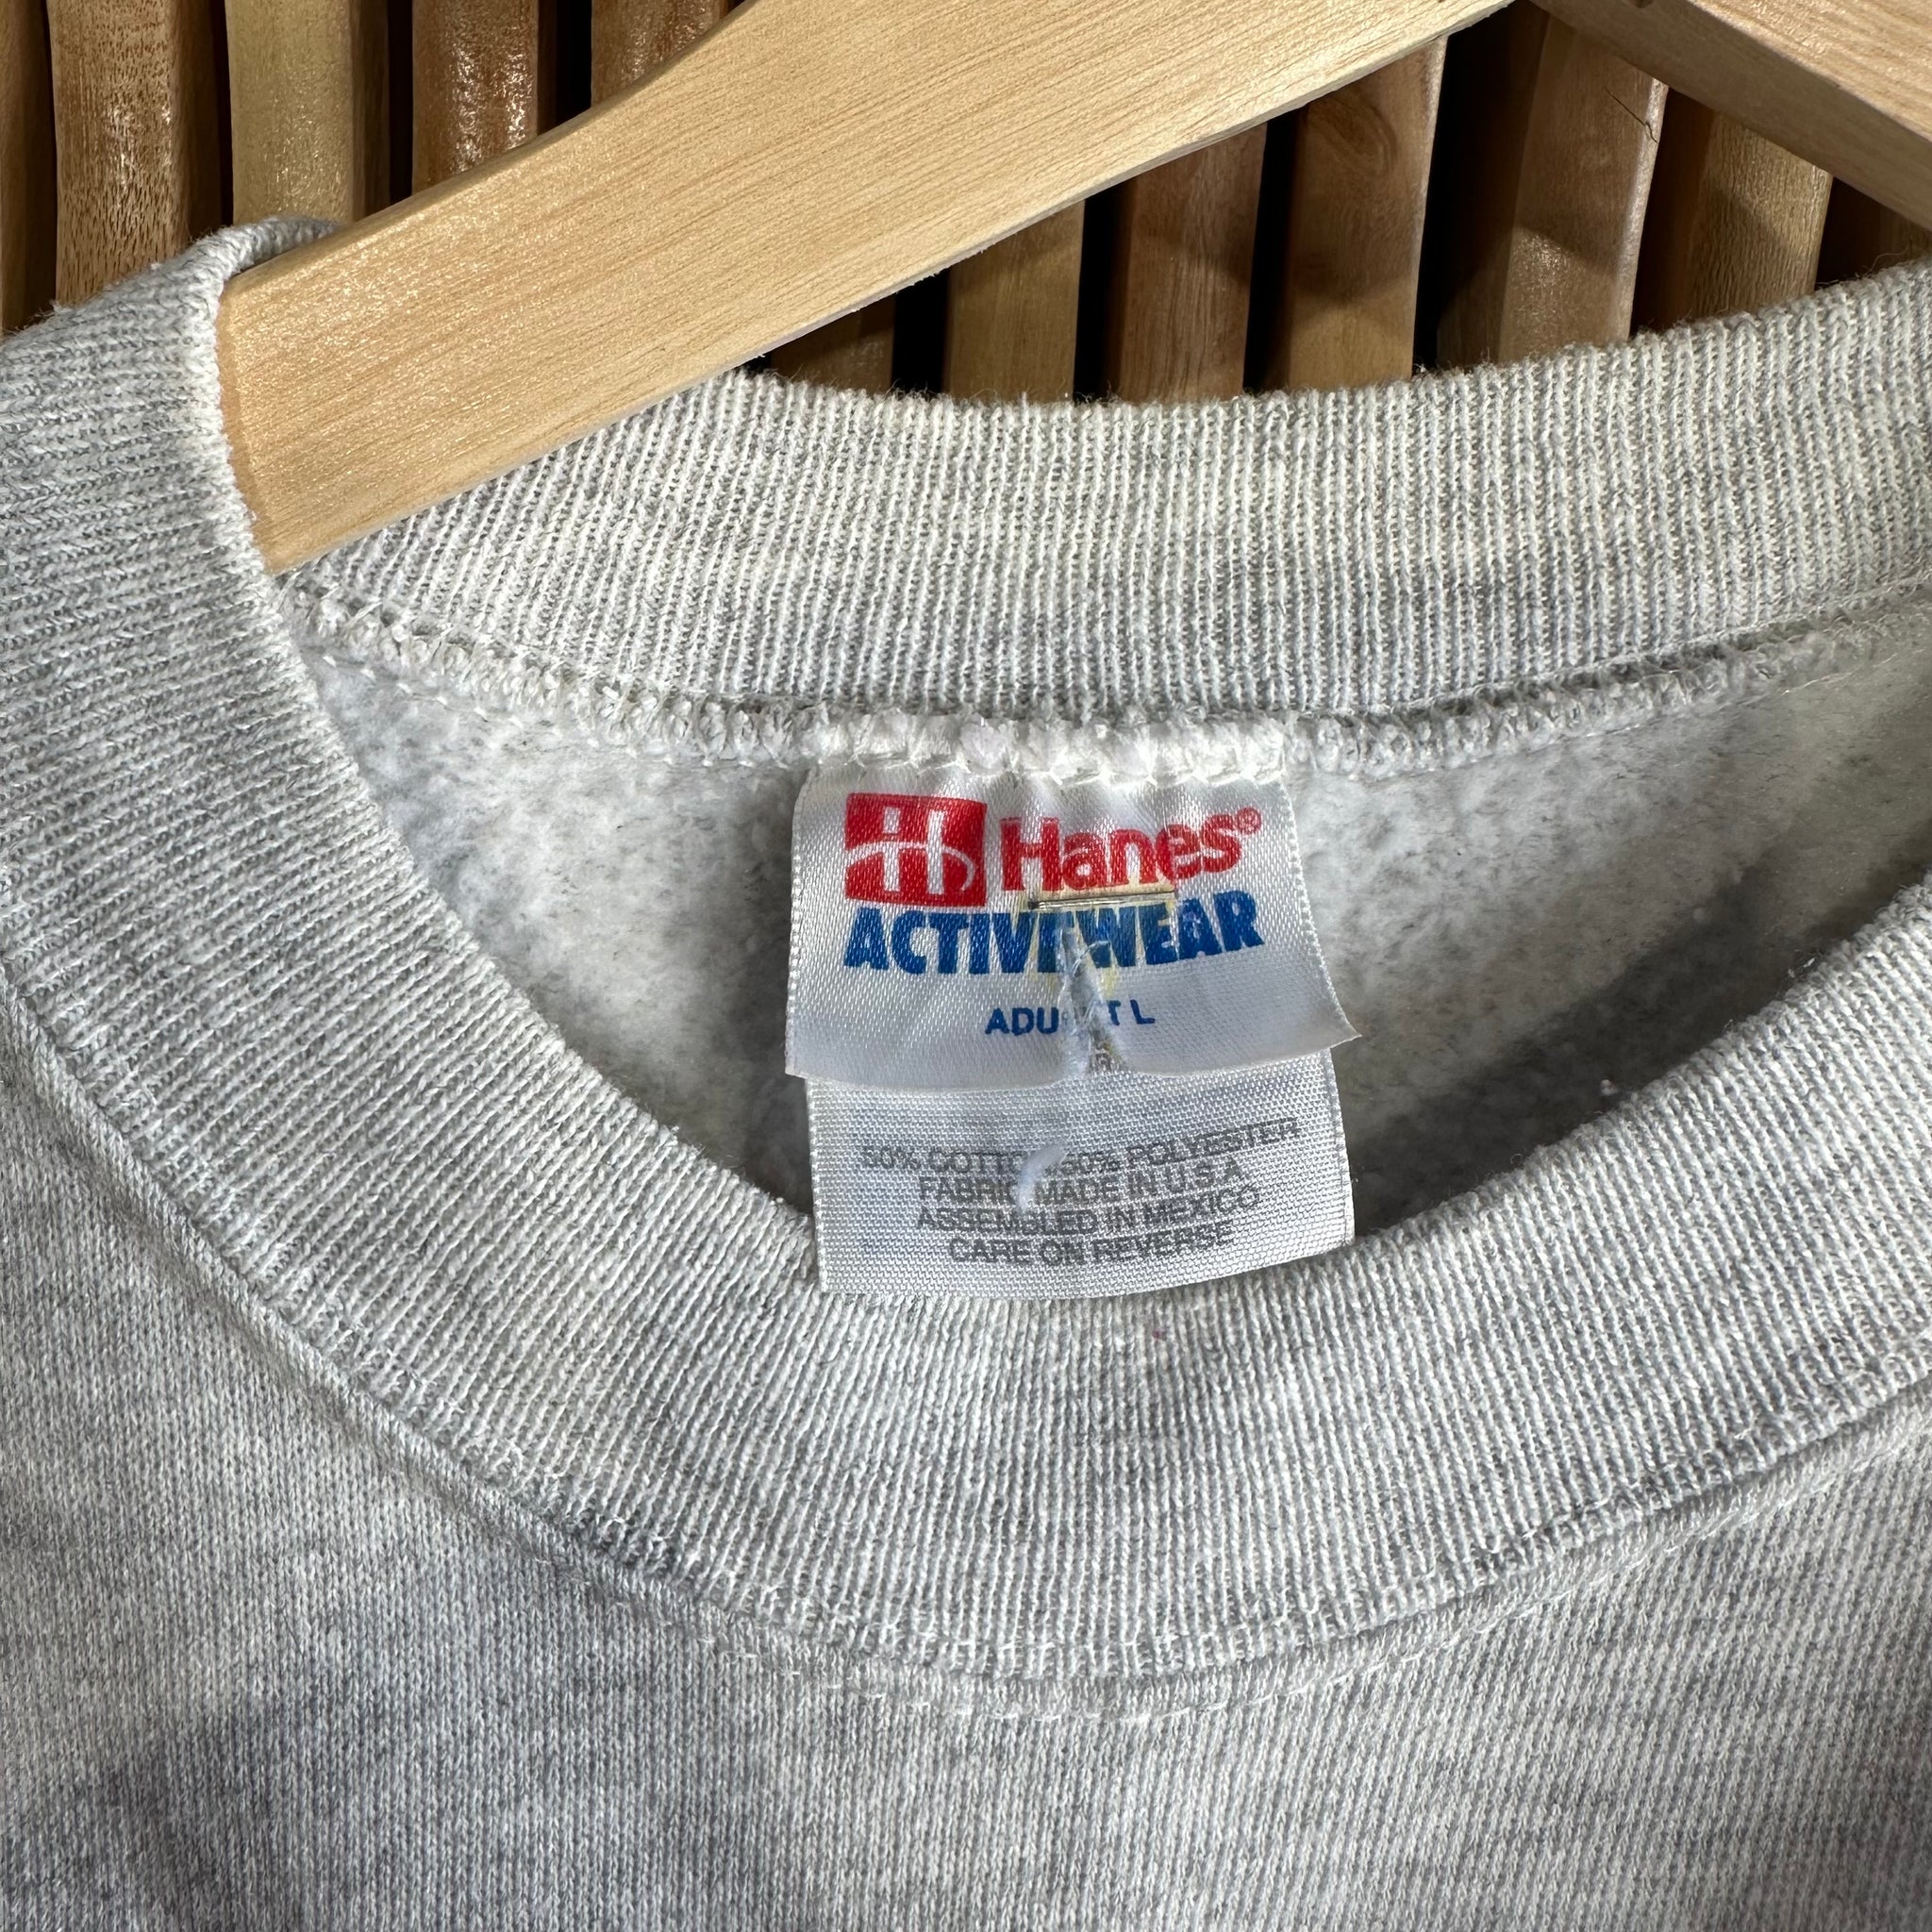 Hanes®
ACTIVEWEAR
ADULT L
50% COTTON 50% POLYESTER
FABRIC MADE IN U.S.A.
ASSEMBLED IN MEXICO
CARE ON REVERSE